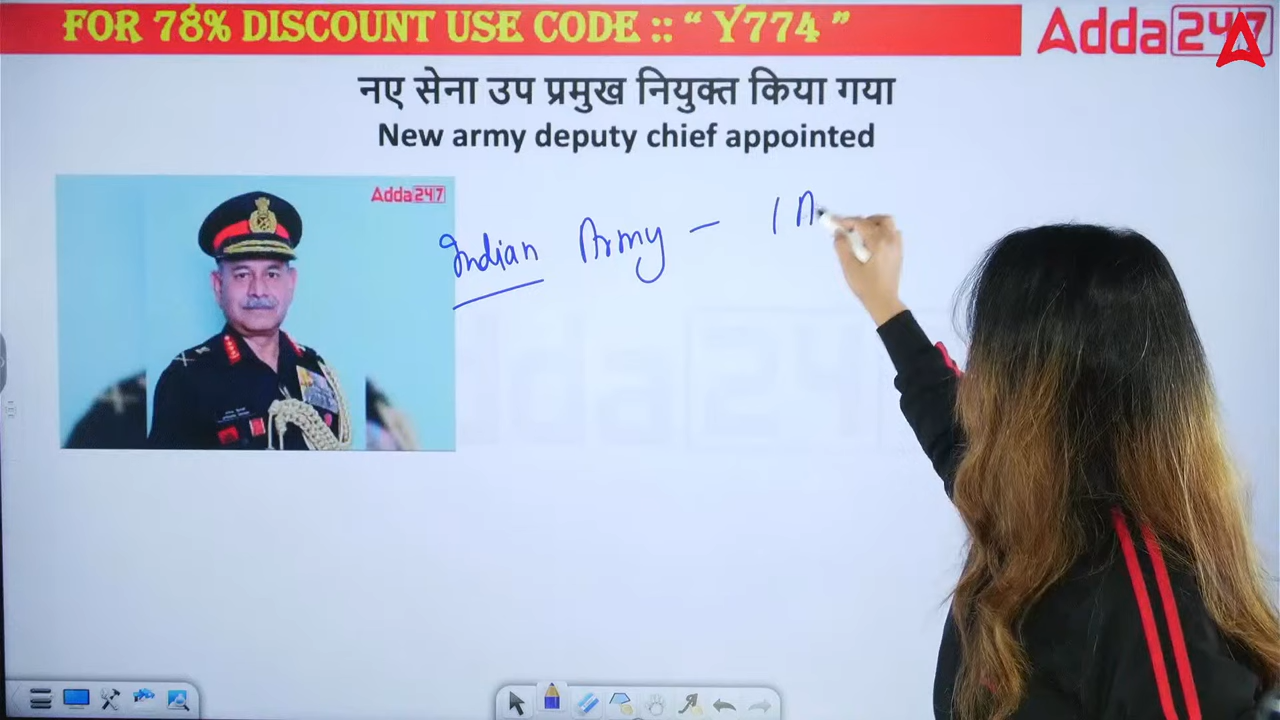 FOR 78% DISCOUNT USE CODE :: “ Y774 ”
Adda247
नए सेना उप प्रमुख नियुक्त किया गया
New army deputy chief appointed
Adda247
Indian Army – 1 A